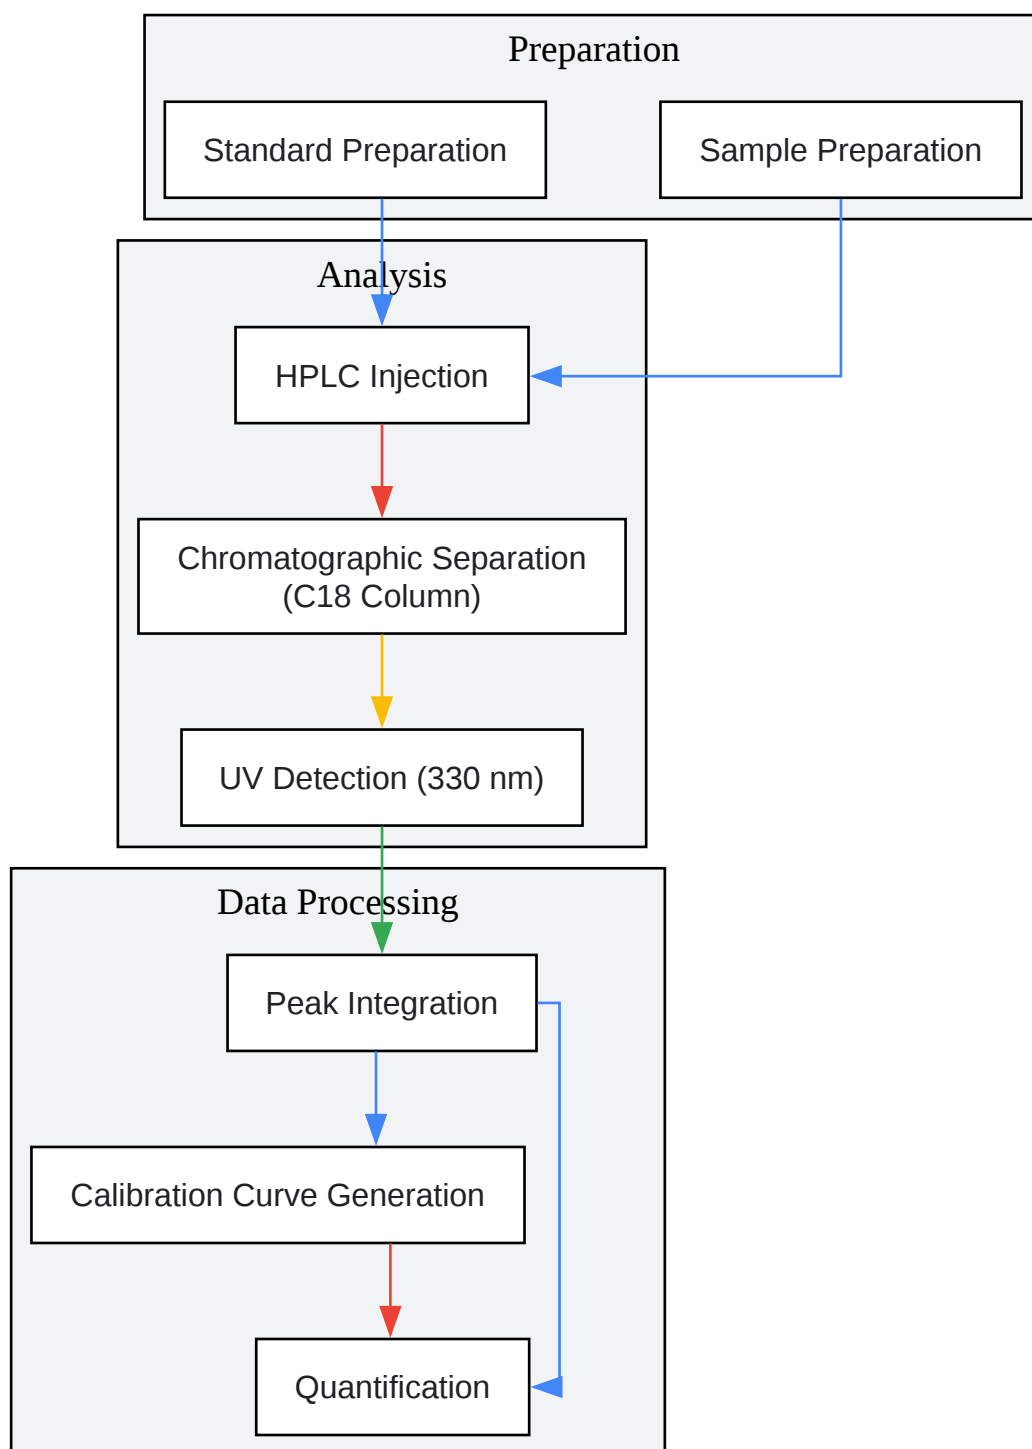 Preparation
Standard Preparation
Sample Preparation
Analysis
HPLC Injection
Chromatographic Separation
(C18 Column)
UV Detection (330 nm)
Data Processing
Peak Integration
Calibration Curve Generation
Quantification